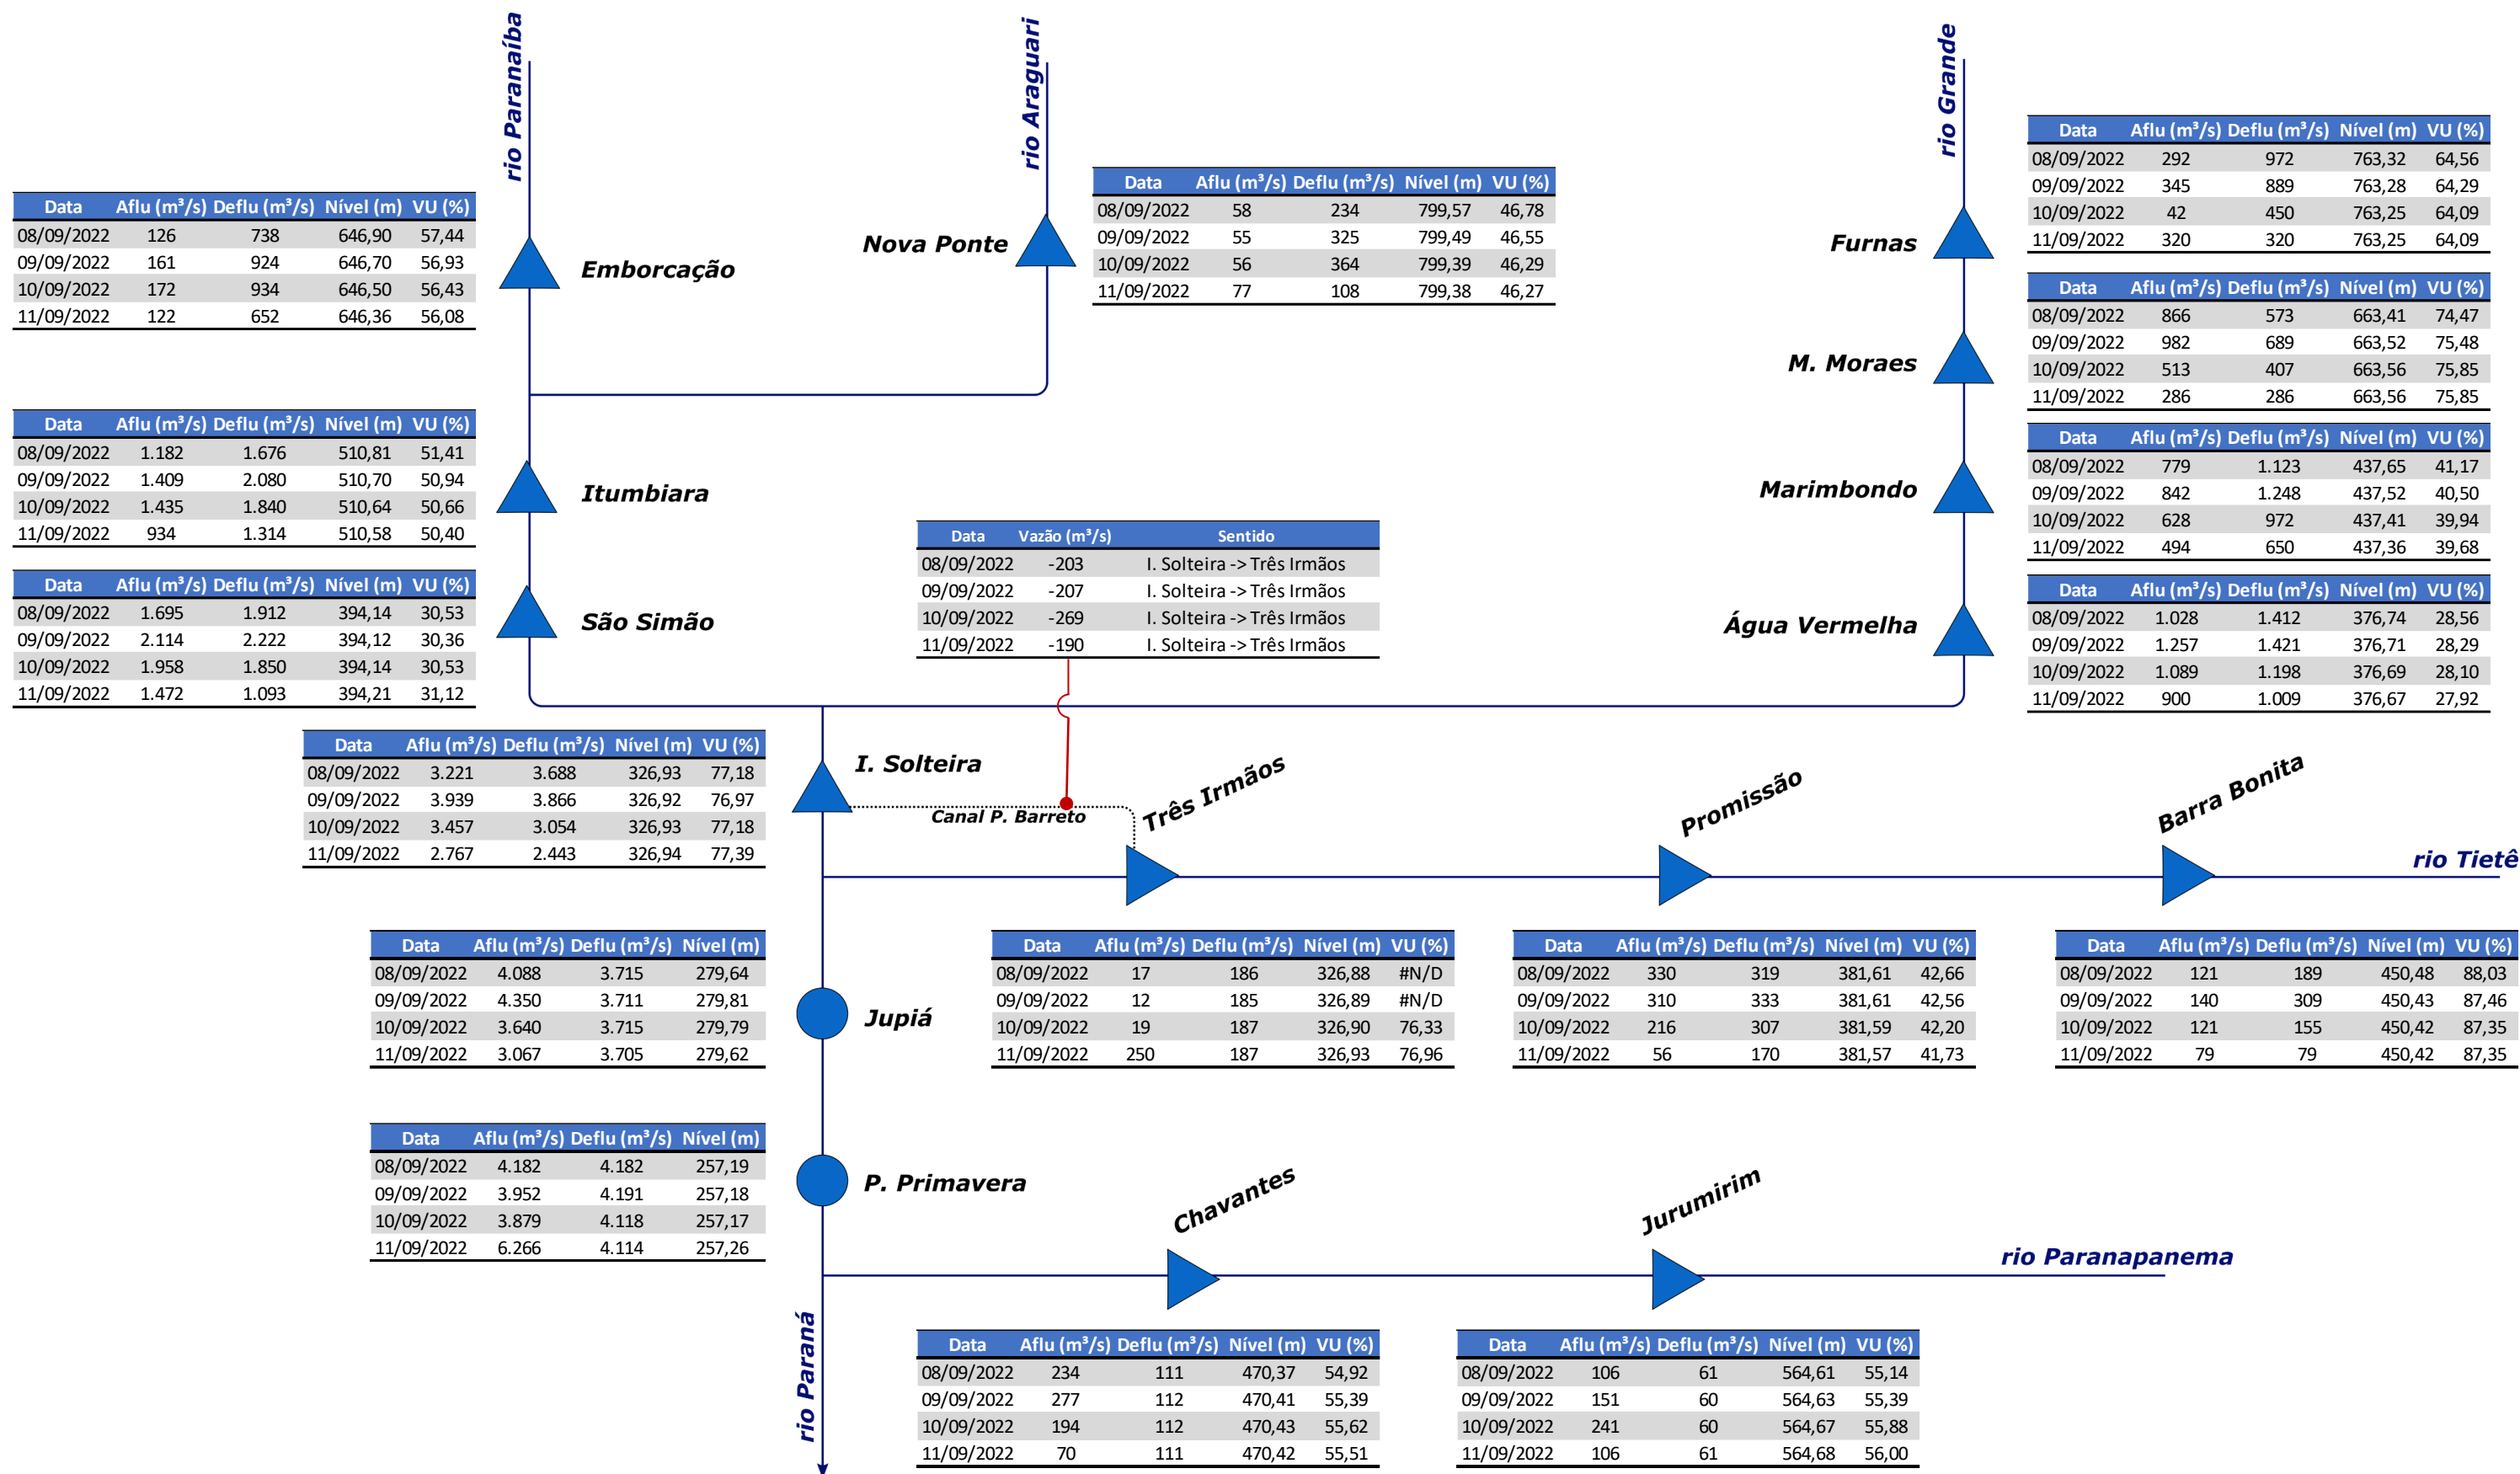 rio Paranaíba
rio Araguari
rio Grande
Data Aflu (m³/s) Deflu (m³/s) Nível (m) VU (%)
08/09/2022 126 738 646,90 57,44
09/09/2022 161 924 646,70 56,93
10/09/2022 172 934 646,50 56,43
11/09/2022 122 652 646,36 56,08
Emborcação
Nova Ponte
Data Aflu (m³/s) Deflu (m³/s) Nível (m) VU (%)
08/09/2022 58 234 799,57 46,78
09/09/2022 55 325 799,49 46,55
10/09/2022 56 364 799,39 46,29
11/09/2022 77 108 799,38 46,27
Furnas
Data Aflu (m³/s) Deflu (m³/s) Nível (m) VU (%)
08/09/2022 292 972 763,32 64,56
09/09/2022 345 889 763,28 64,29
10/09/2022 42 450 763,25 64,09
11/09/2022 320 320 763,25 64,09
M. Moraes
Data Aflu (m³/s) Deflu (m³/s) Nível (m) VU (%)
08/09/2022 866 573 663,41 74,47
09/09/2022 982 689 663,52 75,48
10/09/2022 513 407 663,56 75,85
11/09/2022 286 286 663,56 75,85
Data Aflu (m³/s) Deflu (m³/s) Nível (m) VU (%)
08/09/2022 1.182 1.676 510,81 51,41
09/09/2022 1.409 2.080 510,70 50,94
10/09/2022 1.435 1.840 510,64 50,66
11/09/2022 934 1.314 510,58 50,40
Itumbiara
Marimbondo
Data Aflu (m³/s) Deflu (m³/s) Nível (m) VU (%)
08/09/2022 779 1.123 437,65 41,17
09/09/2022 842 1.248 437,52 40,50
10/09/2022 628 972 437,41 39,94
11/09/2022 494 650 437,36 39,68
Data Vazão (m³/s) Sentido
08/09/2022 -203 I. Solteira -> Três Irmãos
09/09/2022 -207 I. Solteira -> Três Irmãos
10/09/2022 -269 I. Solteira -> Três Irmãos
11/09/2022 -190 I. Solteira -> Três Irmãos
Data Aflu (m³/s) Deflu (m³/s) Nível (m) VU (%)
08/09/2022 1.695 1.912 394,14 30,53
09/09/2022 2.114 2.222 394,12 30,36
10/09/2022 1.958 1.850 394,14 30,53
11/09/2022 1.472 1.093 394,21 31,12
São Simão
Água Vermelha
Data Aflu (m³/s) Deflu (m³/s) Nível (m) VU (%)
08/09/2022 1.028 1.412 376,74 28,56
09/09/2022 1.257 1.421 376,71 28,29
10/09/2022 1.089 1.198 376,69 28,10
11/09/2022 900 1.009 376,67 27,92
Data Aflu (m³/s) Deflu (m³/s) Nível (m) VU (%)
08/09/2022 3.221 3.688 326,93 77,18
09/09/2022 3.939 3.866 326,92 76,97
10/09/2022 3.457 3.054 326,93 77,18
11/09/2022 2.767 2.443 326,94 77,39
I. Solteira
Canal P. Barreto
Três Irmãos
Promissão
Barra Bonita
rio Tietê
Data Aflu (m³/s) Deflu (m³/s) Nível (m)
08/09/2022 4.088 3.715 279,64
09/09/2022 4.350 3.711 279,81
10/09/2022 3.640 3.715 279,79
11/09/2022 3.067 3.705 279,62
Jupiá
Data Aflu (m³/s) Deflu (m³/s) Nível (m) VU (%)
08/09/2022 17 186 326,88 #N/D
09/09/2022 12 185 326,89 #N/D
10/09/2022 19 187 326,90 76,33
11/09/2022 250 187 326,93 76,96
Data Aflu (m³/s) Deflu (m³/s) Nível (m) VU (%)
08/09/2022 330 319 381,61 42,66
09/09/2022 310 333 381,61 42,56
10/09/2022 216 307 381,59 42,20
11/09/2022 56 170 381,57 41,73
Data Aflu (m³/s) Deflu (m³/s) Nível (m) VU (%)
08/09/2022 121 189 450,48 88,03
09/09/2022 140 309 450,43 87,46
10/09/2022 121 155 450,42 87,35
11/09/2022 79 79 450,42 87,35
Data Aflu (m³/s) Deflu (m³/s) Nível (m)
08/09/2022 4.182 4.182 257,19
09/09/2022 3.952 4.191 257,18
10/09/2022 3.879 4.118 257,17
11/09/2022 6.266 4.114 257,26
P. Primavera
Chavantes
Jurumirim
rio Paranapanema
rio Paraná
Data Aflu (m³/s) Deflu (m³/s) Nível (m) VU (%)
08/09/2022 234 111 470,37 54,92
09/09/2022 277 112 470,41 55,39
10/09/2022 194 112 470,43 55,62
11/09/2022 70 111 470,42 55,51
Data Aflu (m³/s) Deflu (m³/s) Nível (m) VU (%)
08/09/2022 106 61 564,61 55,14
09/09/2022 151 60 564,63 55,39
10/09/2022 241 60 564,67 55,88
11/09/2022 106 61 564,68 56,00